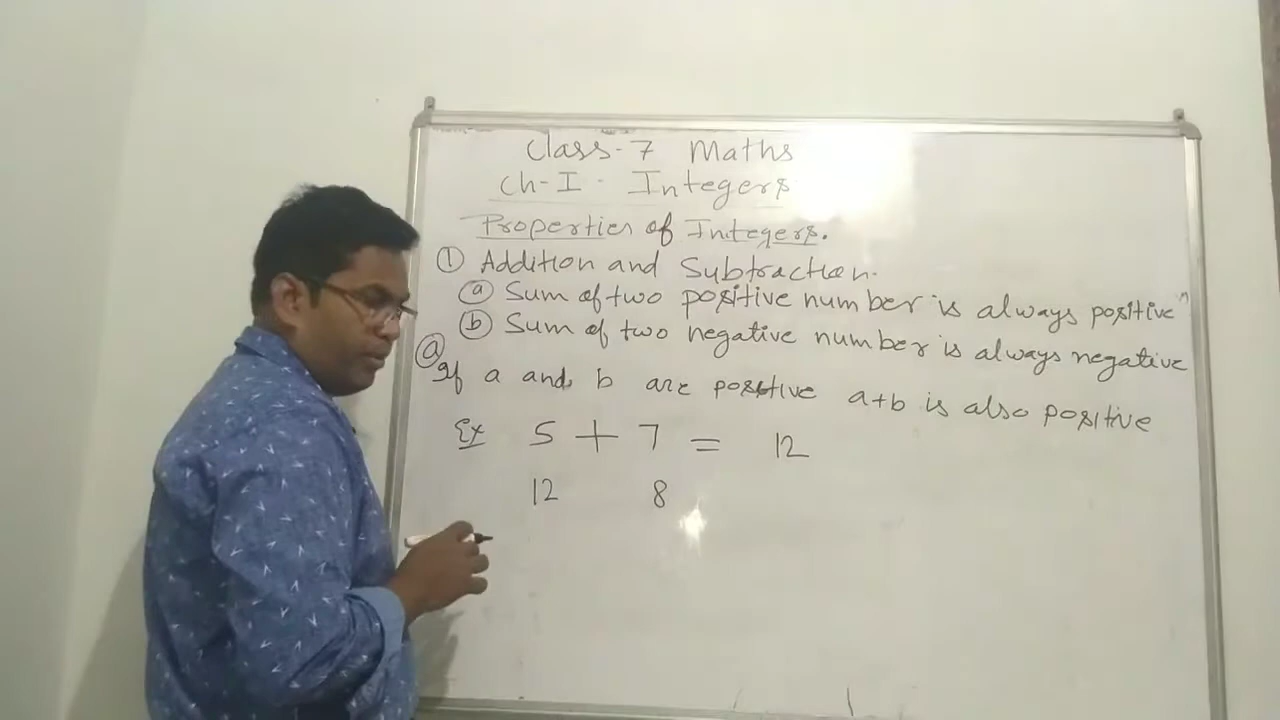 Class-7 Maths
Ch-I - Integers
Properties of Integers.
① Addition and Subtraction.
ⓐ Sum of two positive number is always positive"
ⓑ Sum of two negative number is always negative
ⓐ If a and b are positive a+b is also positive
Ex 5 + 7 = 12
12 8